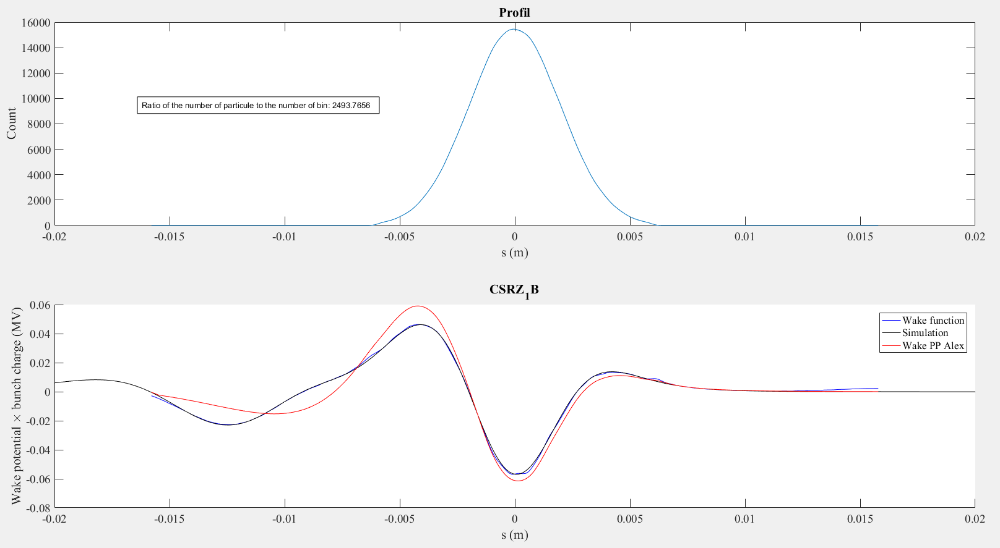 Profil
16000
14000
12000
10000
8000
6000
4000
2000
0
Count
Ratio of the number of particule to the number of bin: 2493.7656
-0.02 -0.015 -0.01 -0.005 0 0.005 0.01 0.015 0.02
s (m)
CSRZ₁B
0.06
0.04
0.02
0
-0.02
-0.04
-0.06
-0.08
Wake potential × bunch charge (MV)
Wake function
Simulation
Wake PP Alex
-0.02 -0.015 -0.01 -0.005 0 0.005 0.01 0.015 0.02
s (m)